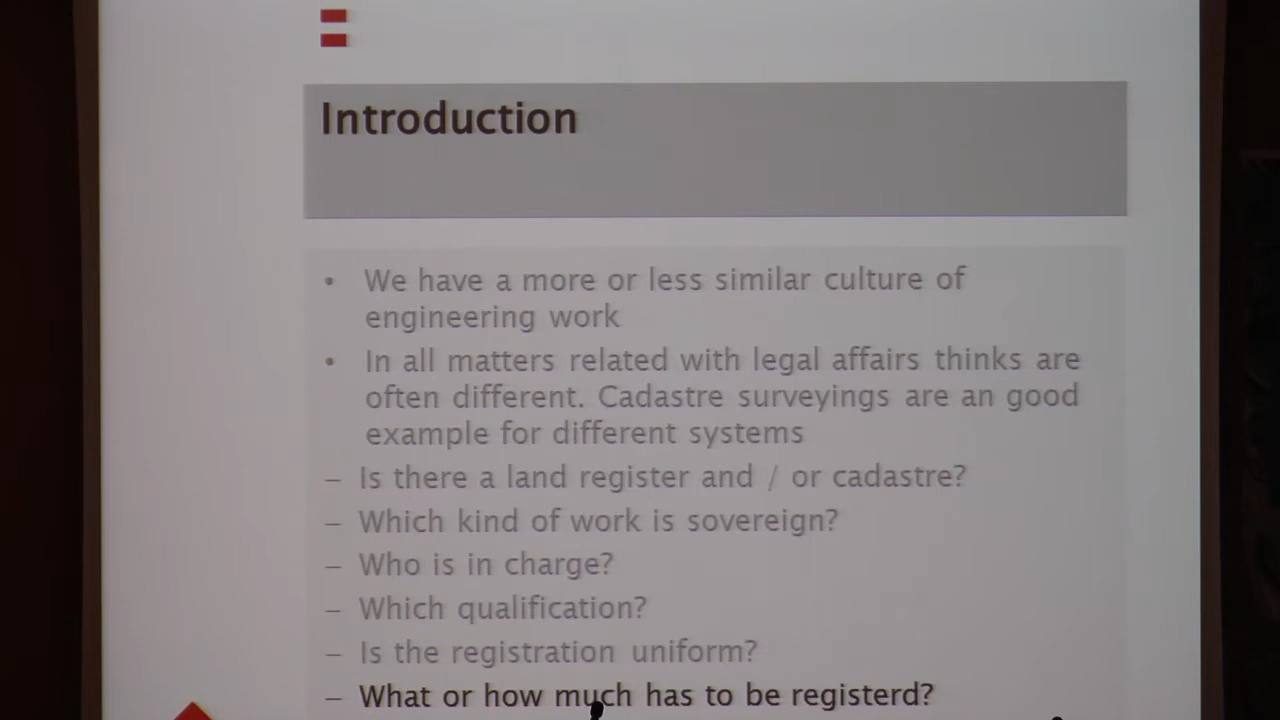 Introduction
• We have a more or less similar culture of
engineering work
• In all matters related with legal affairs thinks are
often different. Cadastre surveyings are an good
example for different systems
– Is there a land register and / or cadastre?
– Which kind of work is sovereign?
– Who is in charge?
– Which qualification?
– Is the registration uniform?
– What or how much has to be registerd?